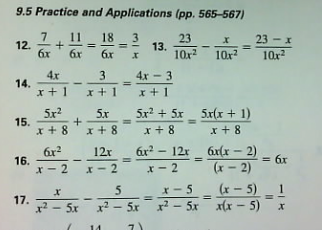 9.5 Practice and Applications (pp. 565–567)
12. 7/6x + 11/6x = 18/6x = 3/x 13. 23/10x² − x/10x² = (23 − x)/10x²
14. 4x/(x + 1) − 3/(x + 1) = (4x − 3)/(x + 1)
15. 5x²/(x + 8) + 5x/(x + 8) = (5x² + 5x)/(x + 8) = 5x(x + 1)/(x + 8)
16. 6x²/(x − 2) − 12x/(x − 2) = (6x² − 12x)/(x − 2) = 6x(x − 2)/(x − 2) = 6x
17. x/(x² − 5x) − 5/(x² − 5x) = (x − 5)/(x² − 5x) = (x − 5)/x(x − 5) = 1/x